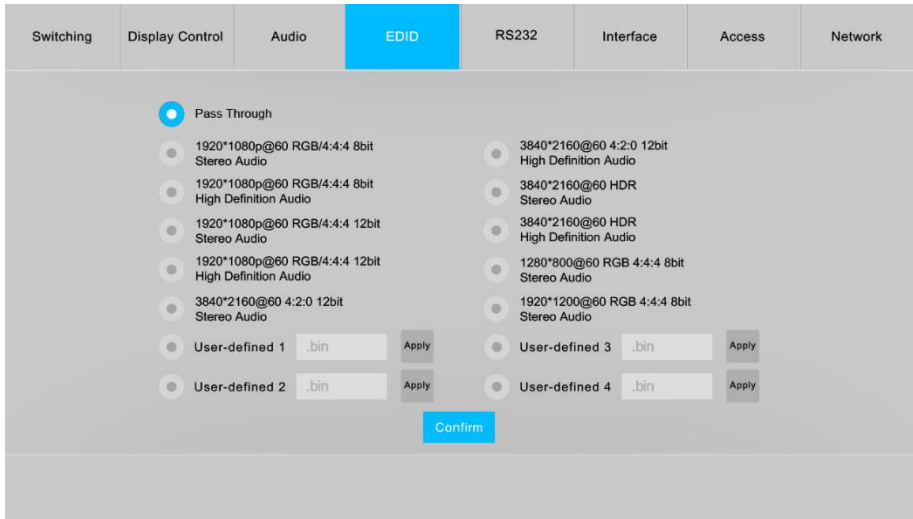 Switching
Display Control
Audio
EDID
RS232
Interface
Access
Network
Pass Through
1920*1080p@60 RGB/4:4:4 8bit
Stereo Audio
1920*1080p@60 RGB/4:4:4 8bit
High Definition Audio
1920*1080p@60 RGB/4:4:4 12bit
Stereo Audio
1920*1080p@60 RGB/4:4:4 12bit
High Definition Audio
3840*2160@60 4:2:0 12bit
Stereo Audio
User-defined 1 .bin Apply
User-defined 2 .bin Apply
3840*2160@60 4:2:0 12bit
High Definition Audio
3840*2160@60 HDR
Stereo Audio
3840*2160@60 HDR
High Definition Audio
1280*800@60 RGB 4:4:4 8bit
Stereo Audio
1920*1200@60 RGB 4:4:4 8bit
Stereo Audio
User-defined 3 .bin Apply
User-defined 4 .bin Apply
Confirm